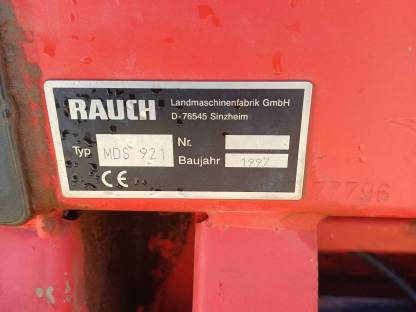 RAUCH Landmaschinenfabrik GmbH
D-76545 Sinzheim
Typ MDS 921 Nr.
Baujahr 1997
CE